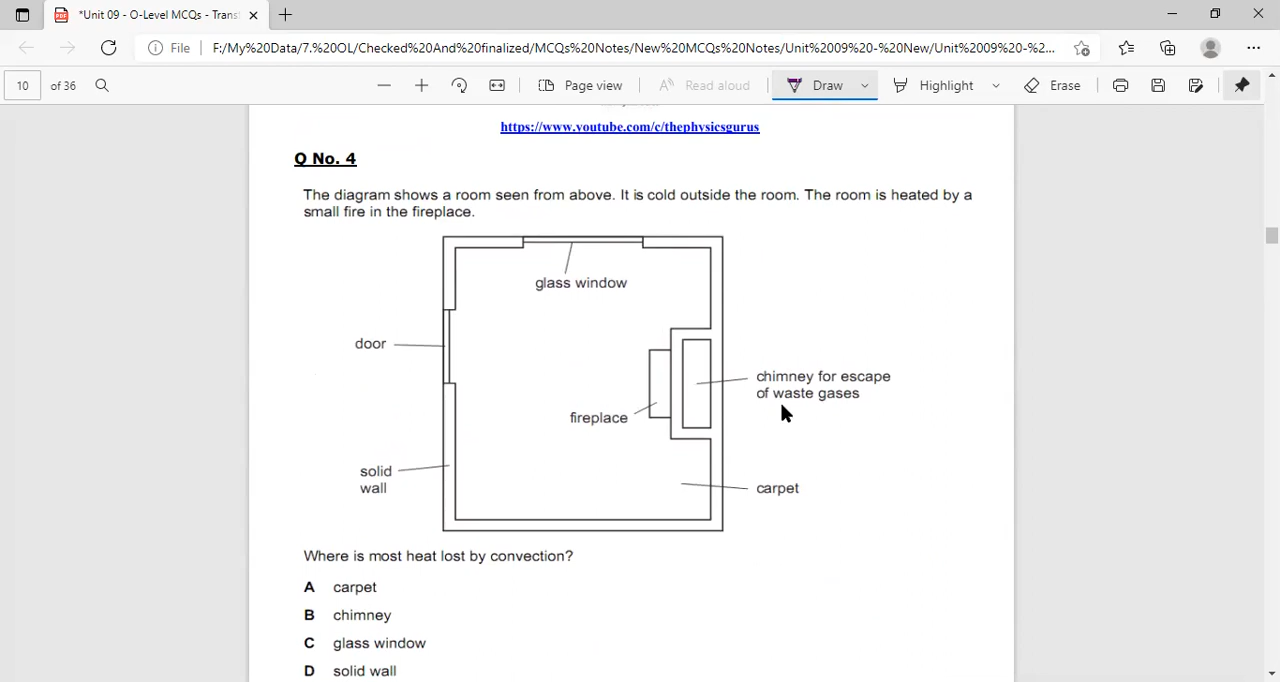 *Unit 09 - O-Level MCQs - Trans
File
F:/My%20Data/7.%20OL/Checked%20And%20finalized/MCQs%20Notes/New%20MCQs%20Notes/Unit%2009%20-%20New/Unit%2009%20-%2...
10 of 36
Page view
Read aloud
Draw
Highlight
Erase
https://www.youtube.com/c/thephysicsgurus
Q No. 4
The diagram shows a room seen from above. It is cold outside the room. The room is heated by a
small fire in the fireplace.
glass window
door
chimney for escape
of waste gases
fireplace
solid
wall
carpet
Where is most heat lost by convection?
A carpet
B chimney
C glass window
D solid wall